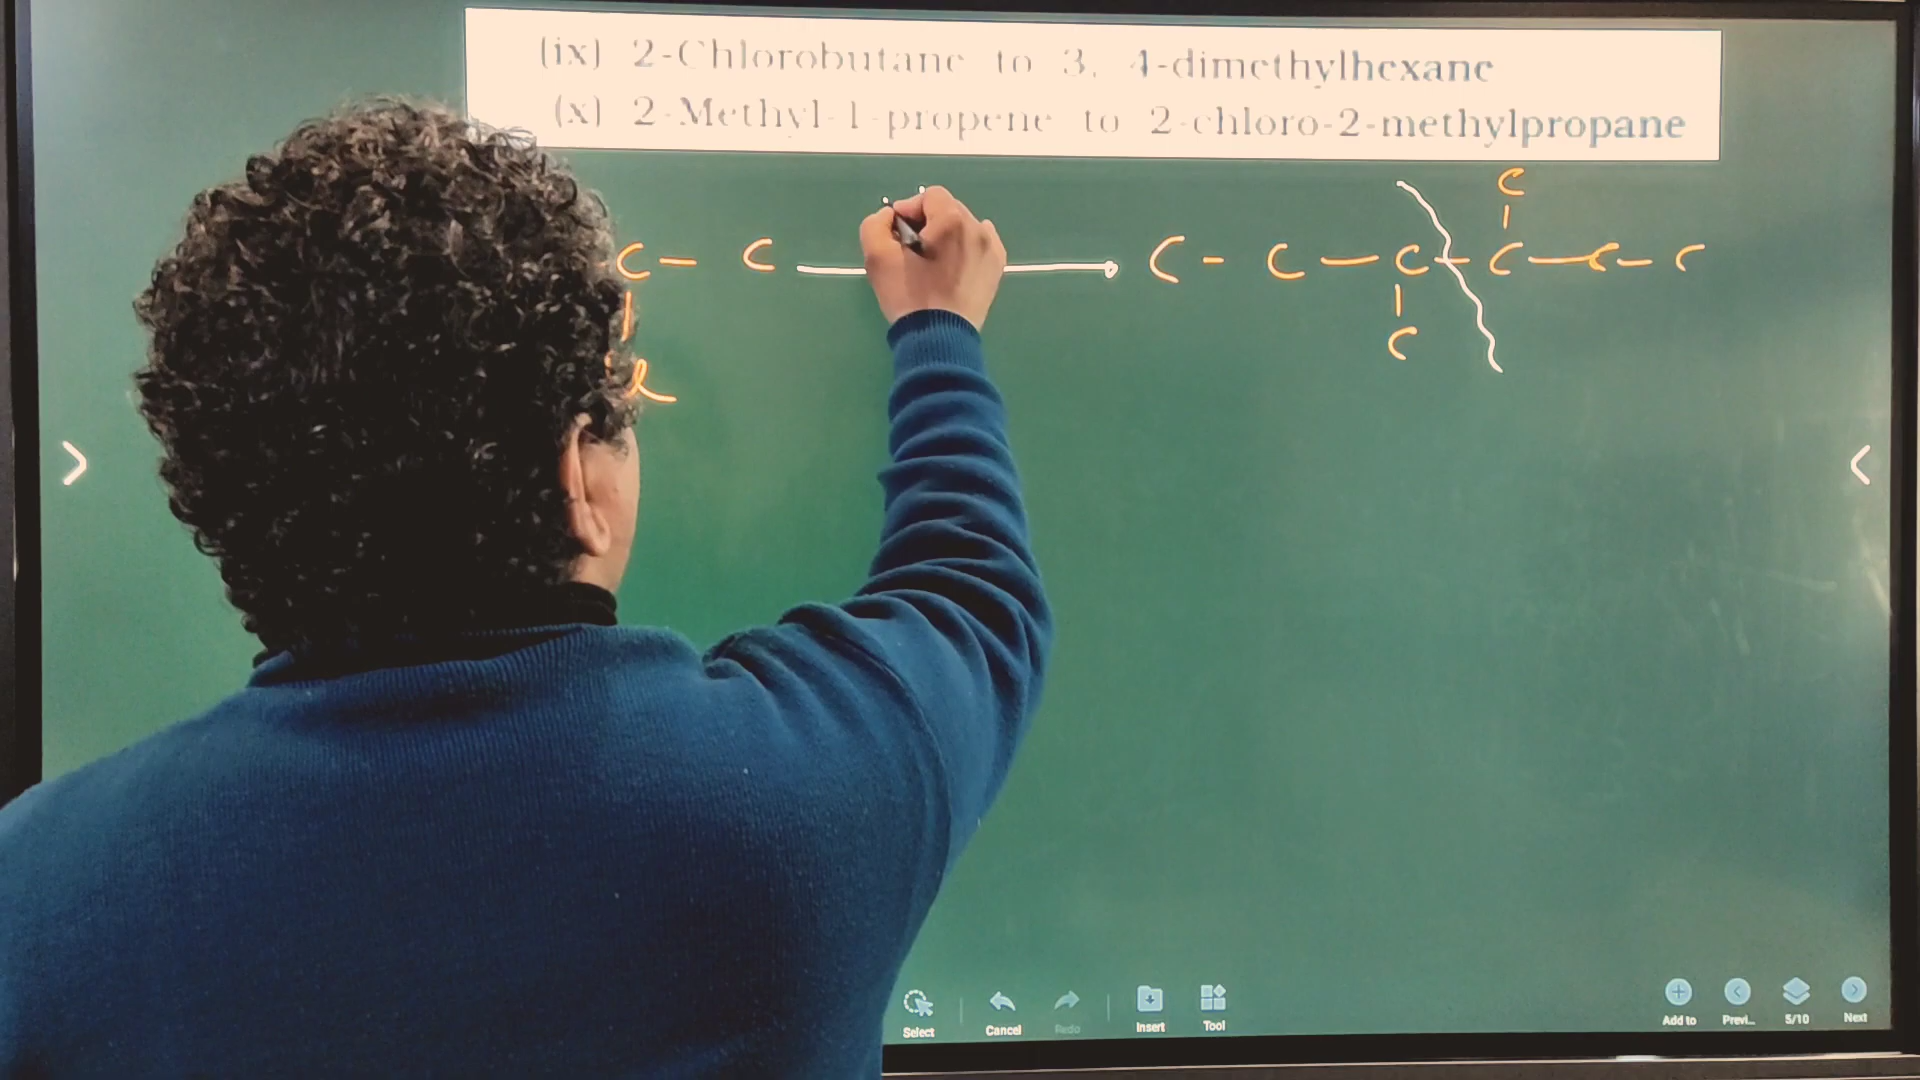 (ix) 2-Chlorobutane to 3, 4-dimethylhexane
(x) 2-Methyl-1-propene to 2-chloro-2-methylpropane
C
C - C C - C - C - C - C - C
C
Select Cancel Redo Insert Tool Add to Previ... 5/10 Next